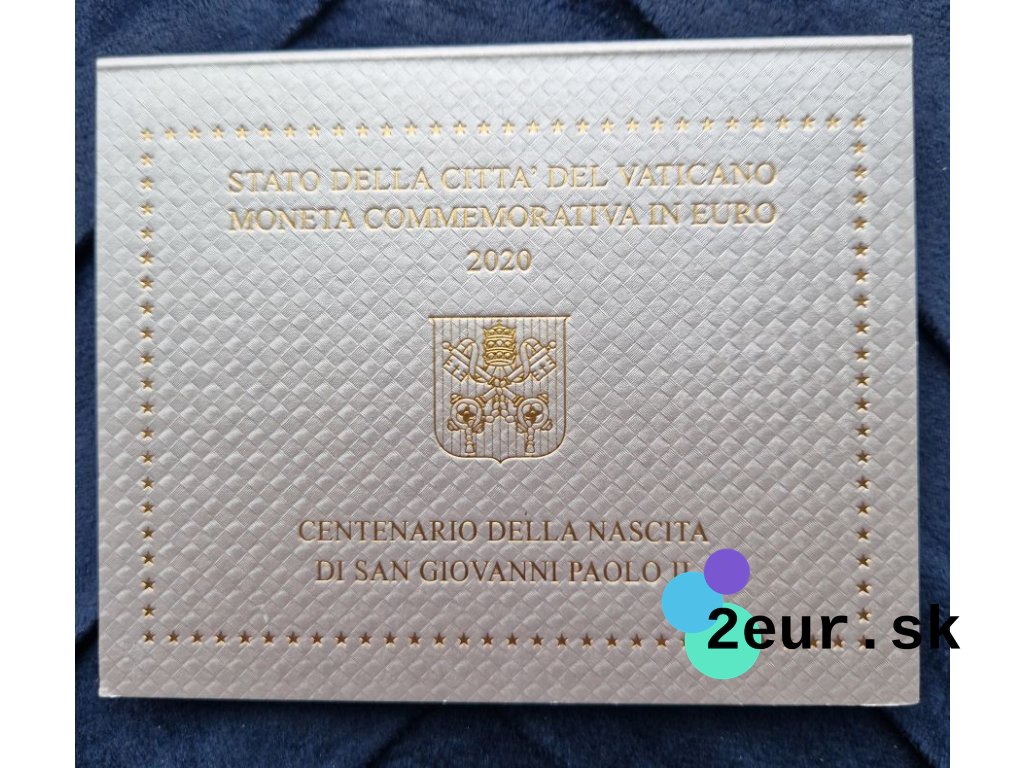 STATO DELLA CITTA' DEL VATICANO
MONETA COMMEMORATIVA IN EURO
2020
CENTENARIO DELLA NASCITA
DI SAN GIOVANNI PAOLO II
2eur.sk